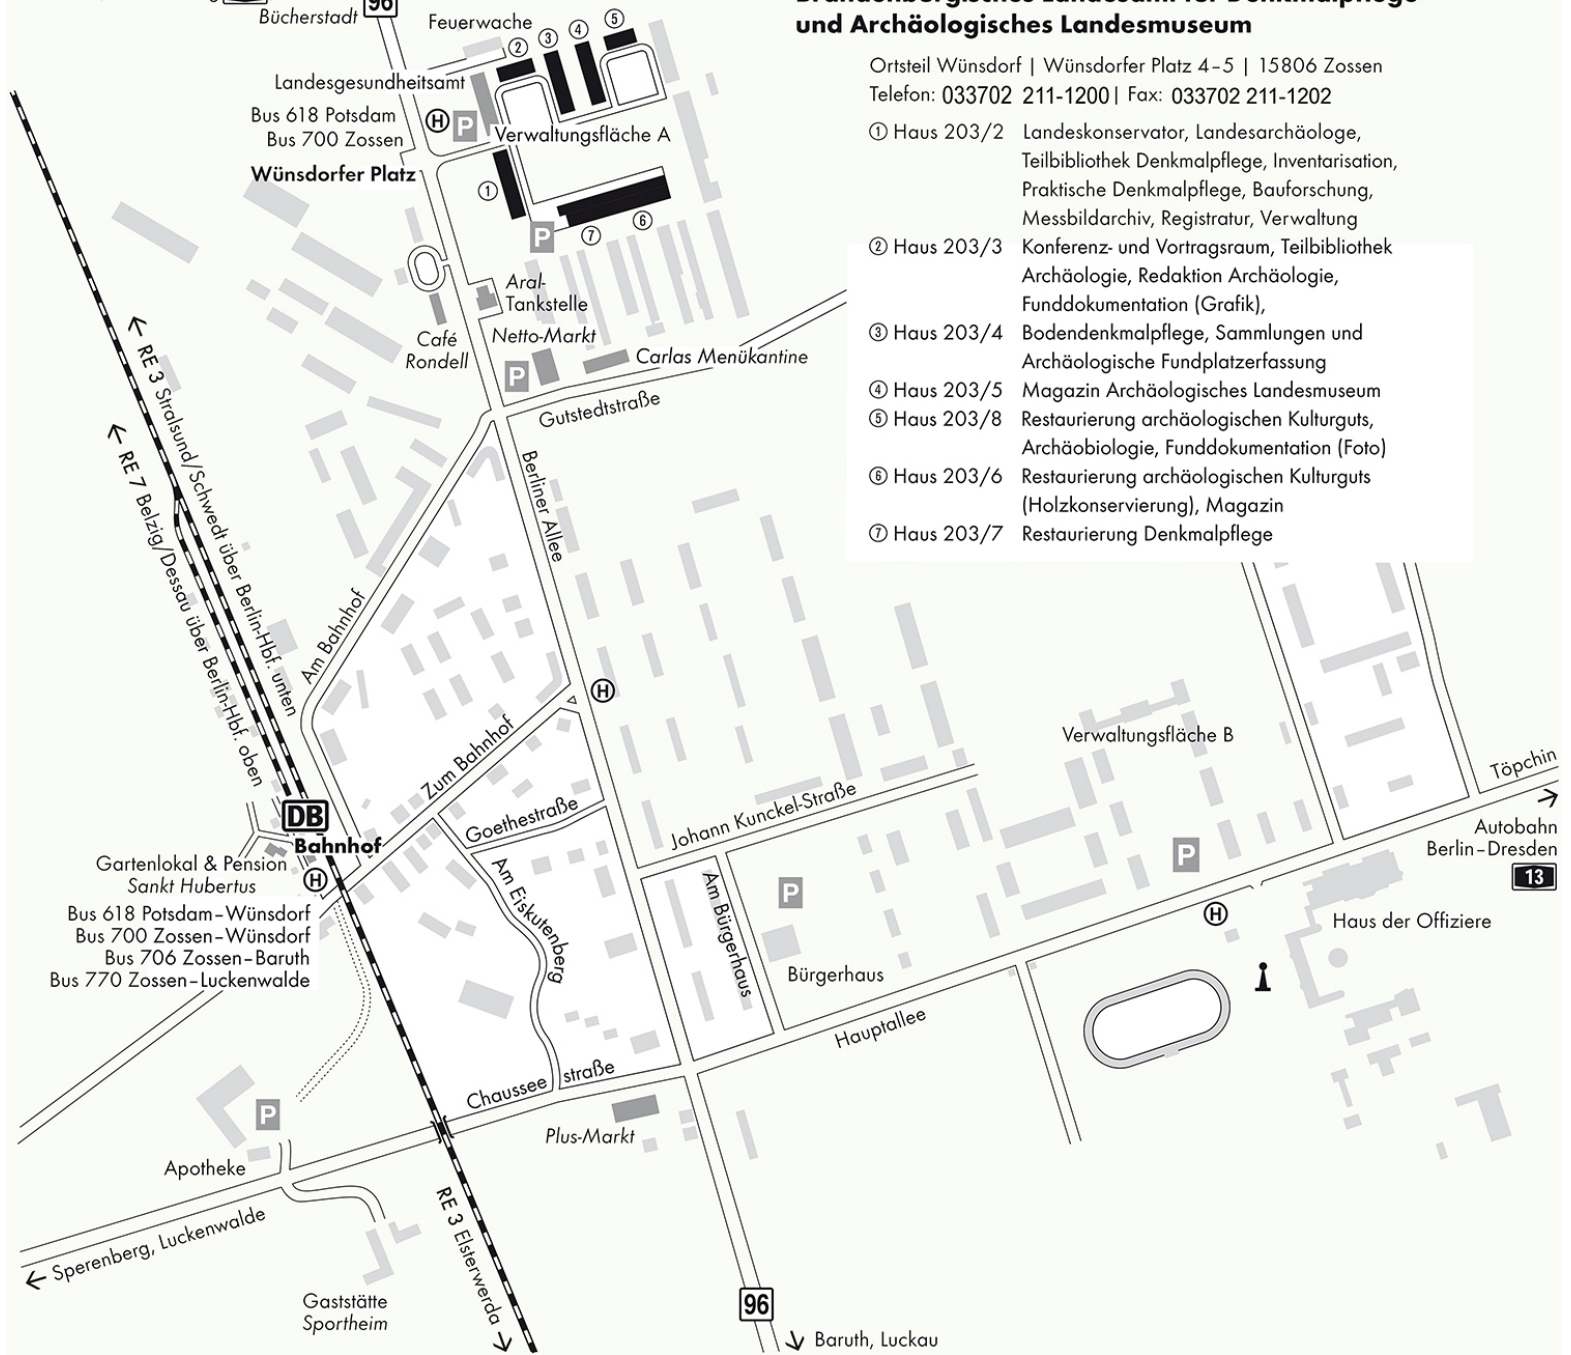 Bücherstadt
96
Feuerwache
und Archäologisches Landesmuseum
Ortsteil Wünsdorf | Wünsdorfer Platz 4–5 | 15806 Zossen
Telefon: 033702 211-1200 | Fax: 033702 211-1202
① Haus 203/2 Landeskonservator, Landesarchäologe,
Teilbibliothek Denkmalpflege, Inventarisation,
Praktische Denkmalpflege, Bauforschung,
Messbildarchiv, Registratur, Verwaltung
② Haus 203/3 Konferenz- und Vortragsraum, Teilbibliothek
Archäologie, Redaktion Archäologie,
Funddokumentation (Grafik),
③ Haus 203/4 Bodendenkmalpflege, Sammlungen und
Archäologische Fundplatzerfassung
④ Haus 203/5 Magazin Archäologisches Landesmuseum
⑤ Haus 203/8 Restaurierung archäologischen Kulturguts,
Archäobiologie, Funddokumentation (Foto)
⑥ Haus 203/6 Restaurierung archäologischen Kulturguts
(Holzkonservierung), Magazin
⑦ Haus 203/7 Restaurierung Denkmalpflege
② ③ ④ ⑤
Landesgesundheitsamt
Bus 618 Potsdam
Bus 700 Zossen
H P
Verwaltungsfläche A
Wünsdorfer Platz
①
⑥
⑦
P
Aral-
Tankstelle
Café
Rondell
Netto-Markt
P
Carlas Menükantine
Gutstedtstraße
← RE 3 Stralsund/Schwedt über Berlin-Hbf. unten
← RE 7 Belzig/Dessau über Berlin-Hbf. oben
Berliner Allee
Am Bahnhof
H
Zum Bahnhof
Verwaltungsfläche B
Töpchin
→
Autobahn
Berlin–Dresden
13
DB
Bahnhof
Goethestraße
Johann Kunckel-Straße
Gartenlokal & Pension
Sankt Hubertus
H
Bus 618 Potsdam–Wünsdorf
Bus 700 Zossen–Wünsdorf
Bus 706 Zossen–Baruth
Bus 770 Zossen–Luckenwalde
Am Eiskutenberg
Am Bürgerhaus
P
Bürgerhaus
P
H
Haus der Offiziere
Hauptallee
Chausseestraße
Plus-Markt
P
Apotheke
← Sperenberg, Luckenwalde
RE 3 Elsterwerda →
Gaststätte
Sportheim
96
↓ Baruth, Luckau